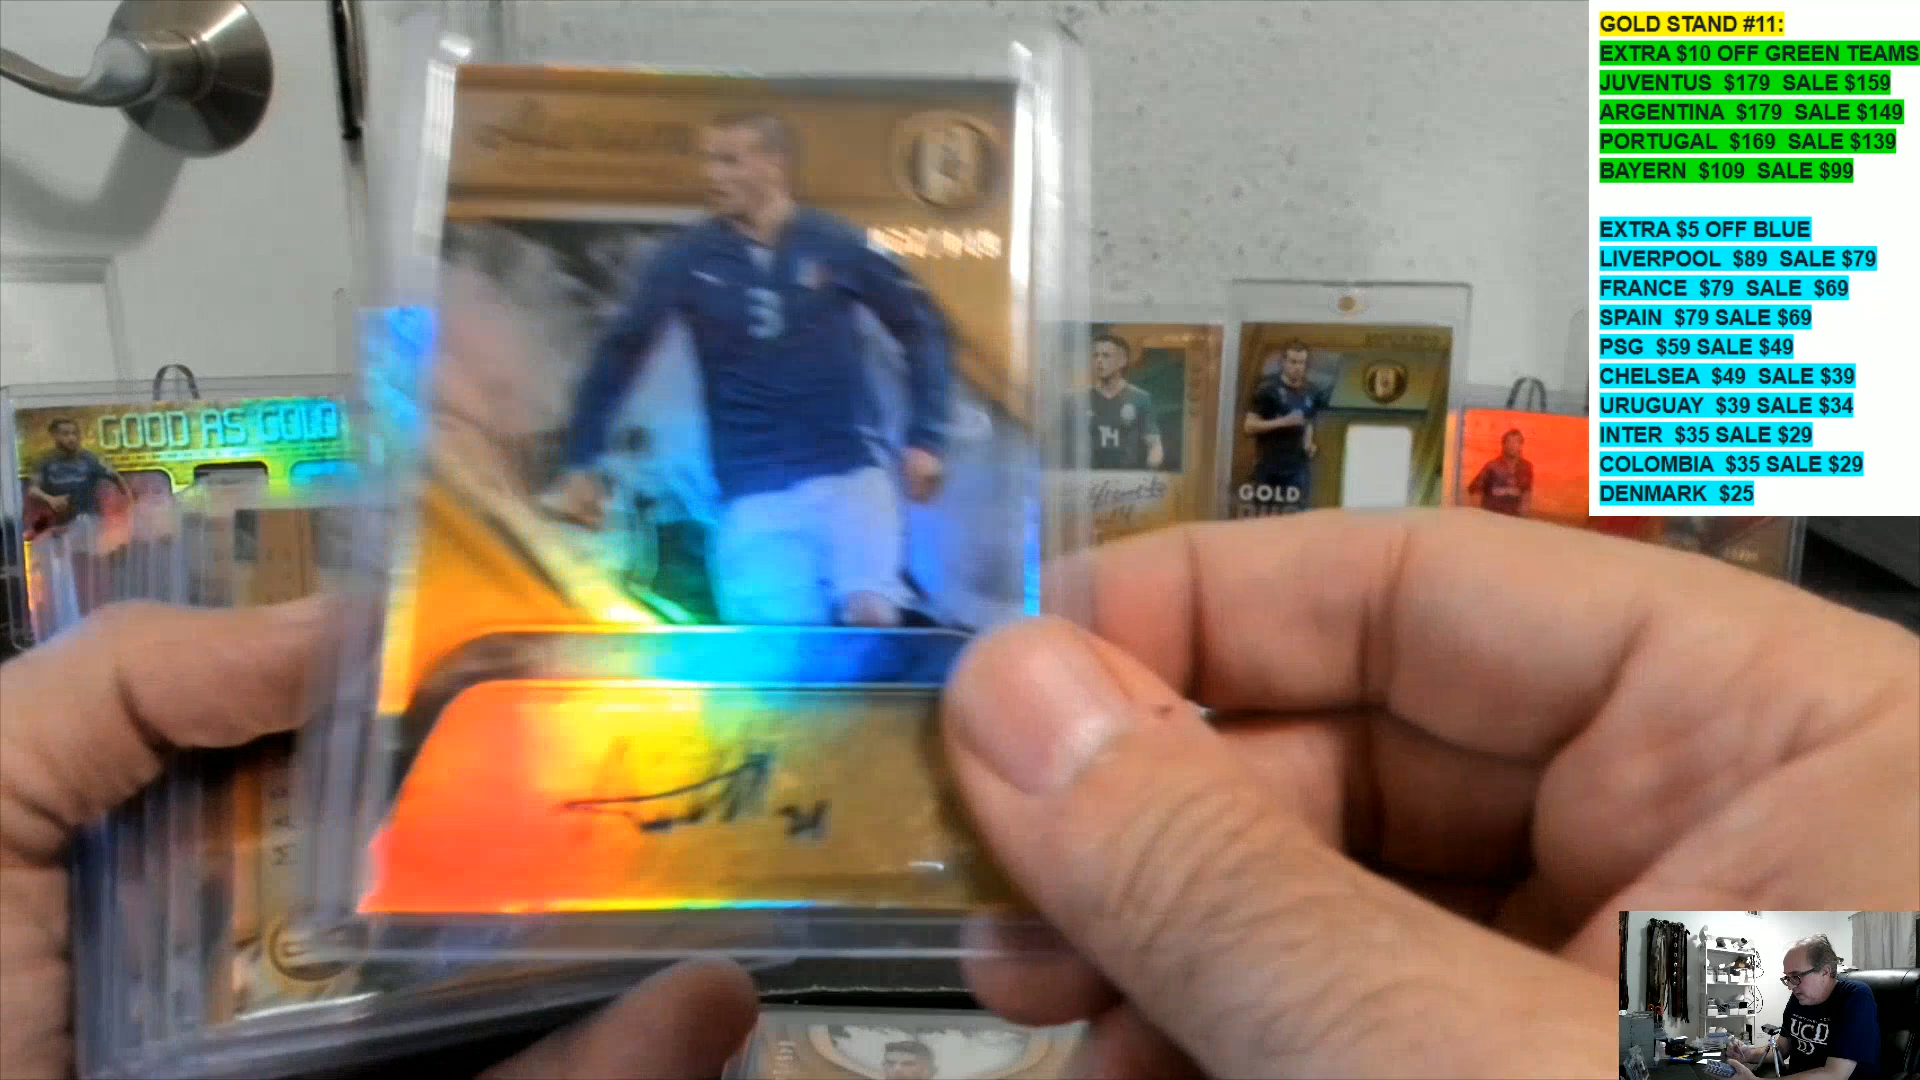 GOLD STAND #11:
EXTRA $10 OFF GREEN TEAMS
JUVENTUS $179 SALE $159
ARGENTINA $179 SALE $149
PORTUGAL $169 SALE $139
BAYERN $109 SALE $99
EXTRA $5 OFF BLUE
LIVERPOOL $89 SALE $79
FRANCE $79 SALE $69
SPAIN $79 SALE $69
PSG $59 SALE $49
CHELSEA $49 SALE $39
URUGUAY $39 SALE $34
INTER $35 SALE $29
COLOMBIA $35 SALE $29
DENMARK $25
GOOD AS GOLD
3
14
GOLD
21
UCD